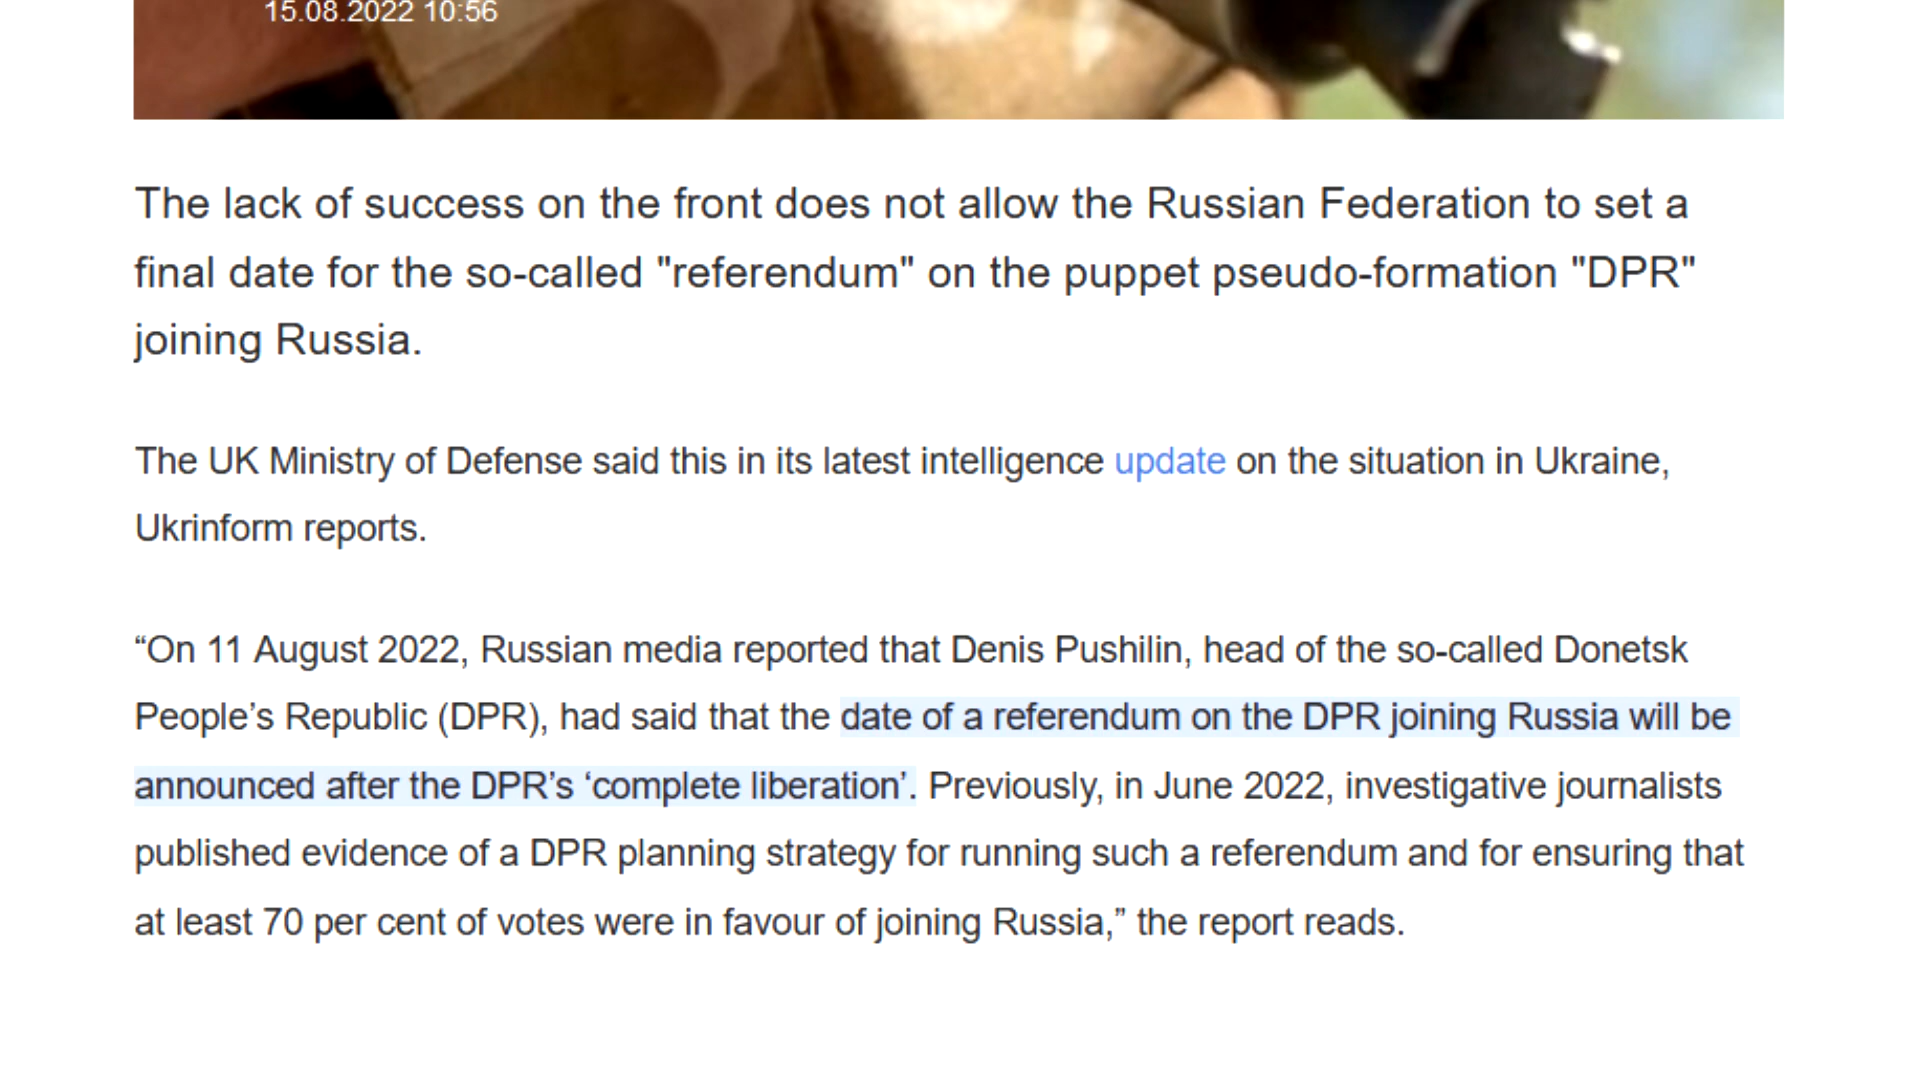 15.08.2022 10:56
The lack of success on the front does not allow the Russian Federation to set a
final date for the so-called "referendum" on the puppet pseudo-formation "DPR"
joining Russia.
The UK Ministry of Defense said this in its latest intelligence update on the situation in Ukraine,
Ukrinform reports.
“On 11 August 2022, Russian media reported that Denis Pushilin, head of the so-called Donetsk
People’s Republic (DPR), had said that the date of a referendum on the DPR joining Russia will be
announced after the DPR’s ‘complete liberation’. Previously, in June 2022, investigative journalists
published evidence of a DPR planning strategy for running such a referendum and for ensuring that
at least 70 per cent of votes were in favour of joining Russia,” the report reads.